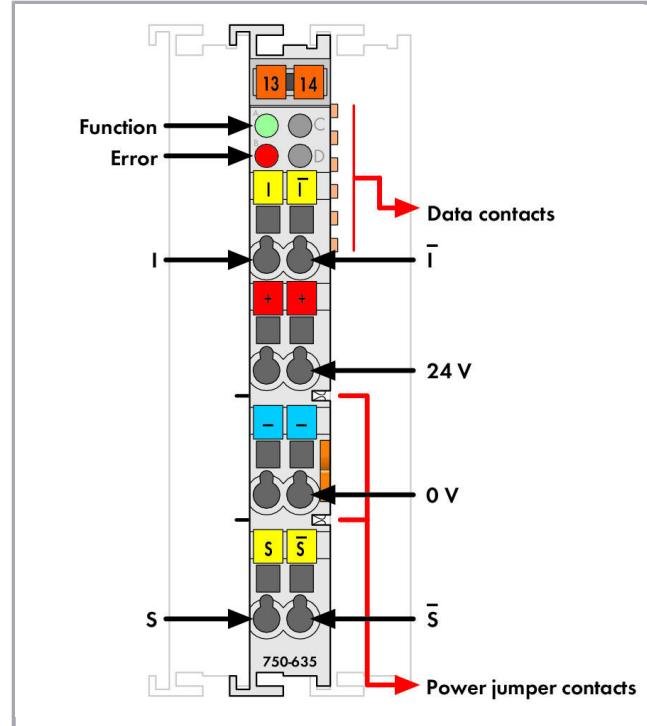 13 14
A C
Function
B D
Error
I I̅
Data contacts
I I̅
+ +
24 V
– –
0 V
S S̅
S S̅
750-635
Power jumper contacts